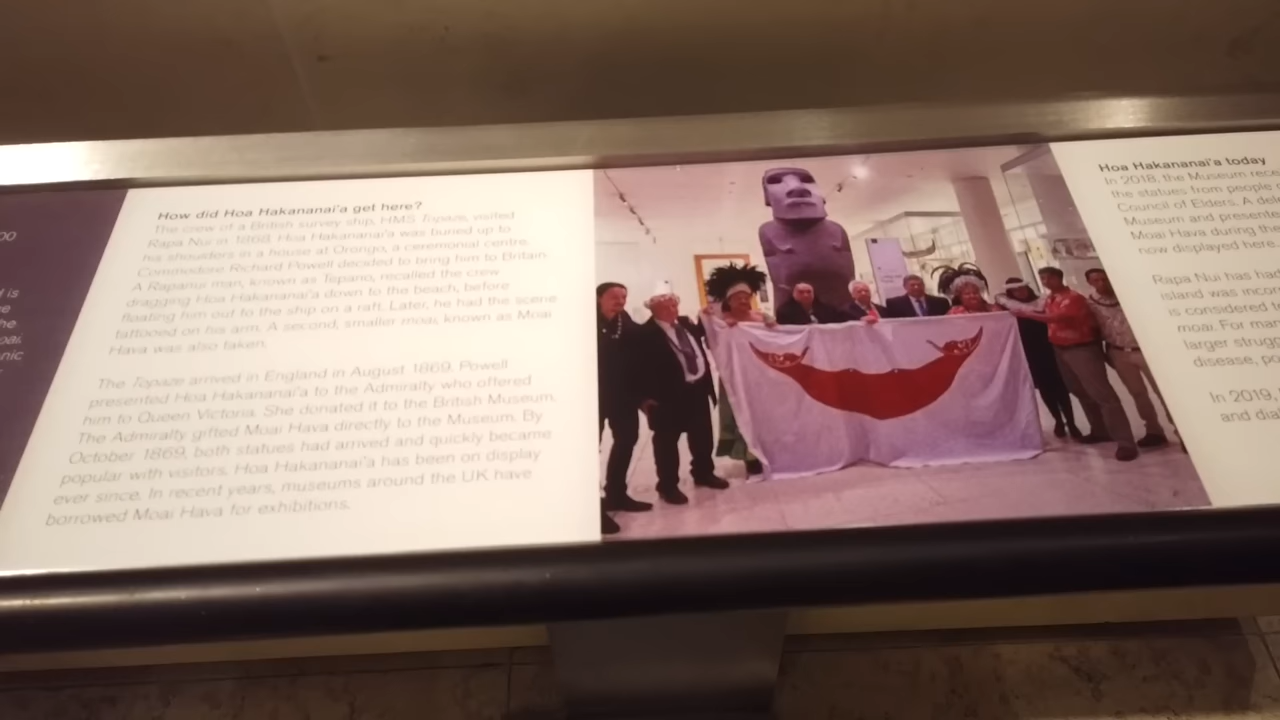 00
f is
he
oai,
nic
How did Hoa Hakananai'a get here?
The crew of a British survey ship, HMS Topaze, visited
Rapa Nui in 1868. Hoa Hakananai'a was buried up to
his shoulders in a house at Orongo, a ceremonial centre.
Commodore Richard Powell decided to bring him to Britain
A Rapanui man, known as Tepano, recalled the crew
dragging Hoa Hakananai'a down to the beach, before
floating him out to the ship on a raft. Later, he had the scene
tattooed on his arm. A second, smaller moai, known as Moai
Hava was also taken.
The Topaze arrived in England in August 1869. Powell
presented Hoa Hakananai'a to the Admiralty who offered
him to Queen Victoria. She donated it to the British Museum.
The Admiralty gifted Moai Hava directly to the Museum. By
October 1869, both statues had arrived and quickly became
popular with visitors. Hoa Hakananai'a has been on display
ever since. In recent years, museums around the UK have
borrowed Moai Hava for exhibitions.
Hoa Hakananai'a today
In 2018, the Museum rece
the statues from people
Council of Elders. A del
Museum and presente
Moai Hava during the
now displayed here.
Rapa Nui has had
island was incor
is considered t
moai. For man
larger strugg
disease, po
In 2019,
and dia